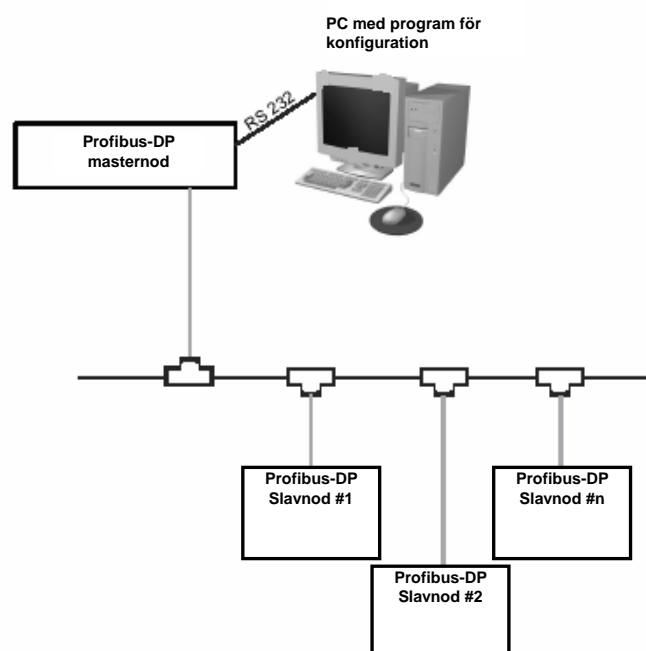 PC med program för
konfiguration
RS 232
Profibus-DP
masternod
Profibus-DP
Slavnod #1
Profibus-DP
Slavnod #n
Profibus-DP
Slavnod #2